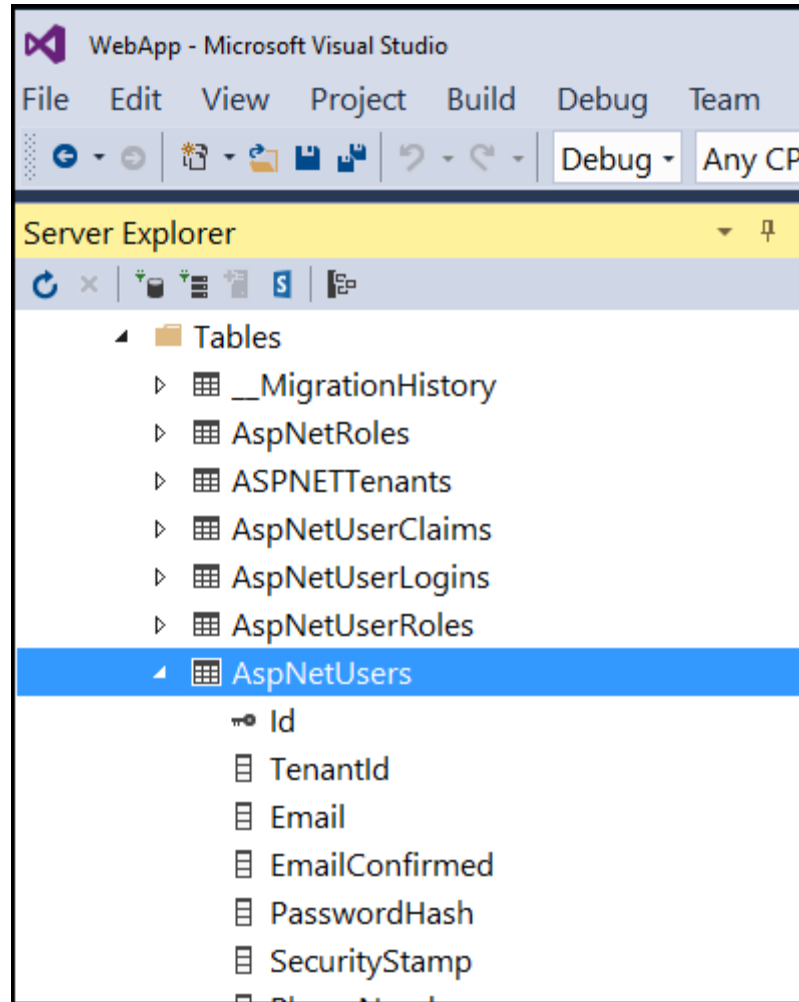 WebApp - Microsoft Visual Studio
File Edit View Project Build Debug Team
Debug Any CP
Server Explorer
Tables
__MigrationHistory
AspNetRoles
ASPNETTenants
AspNetUserClaims
AspNetUserLogins
AspNetUserRoles
AspNetUsers
Id
TenantId
Email
EmailConfirmed
PasswordHash
SecurityStamp